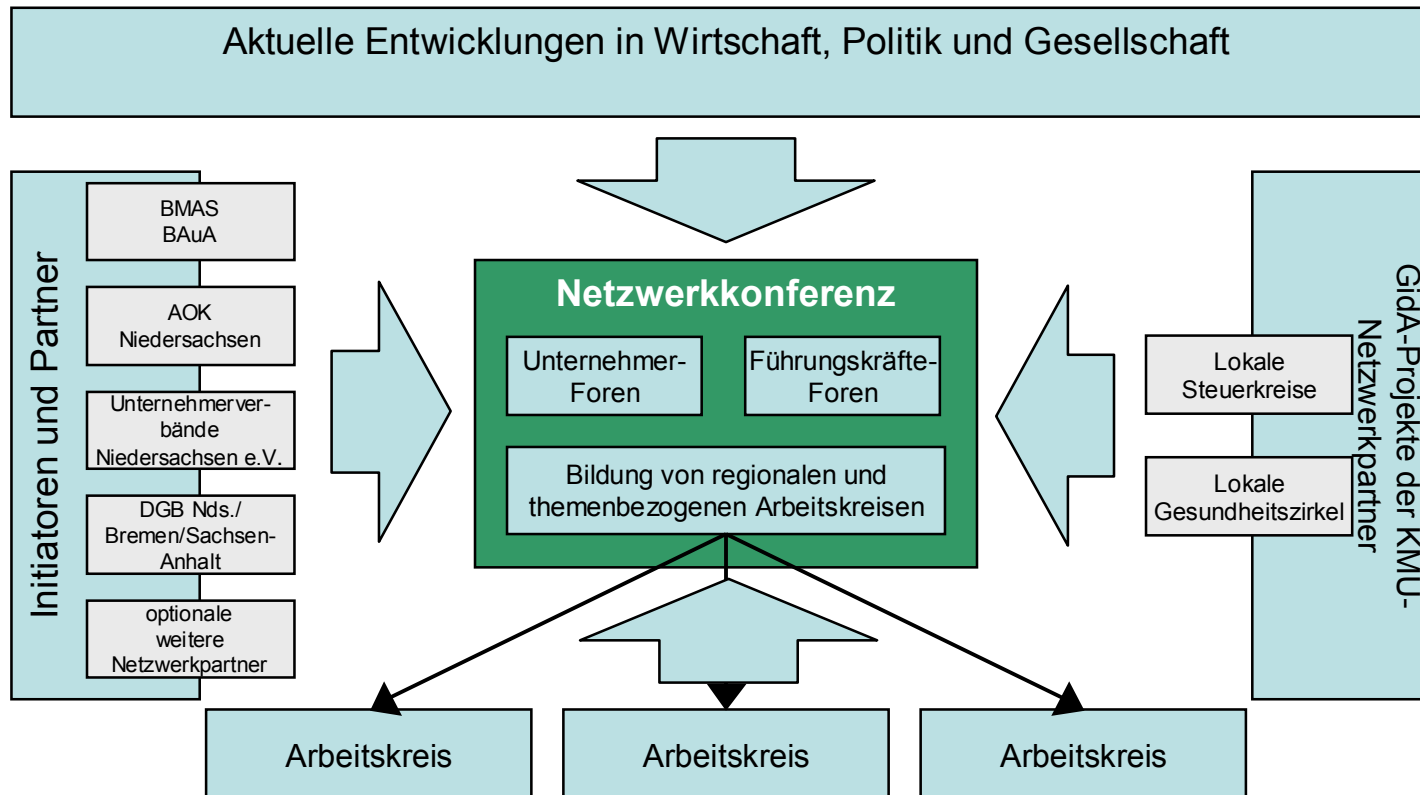 Aktuelle Entwicklungen in Wirtschaft, Politik und Gesellschaft
Initiatoren und Partner
BMAS
BAuA
AOK
Niedersachsen
Unternehmerver-
bände
Niedersachsen e.V.
DGB Nds./
Bremen/Sachsen-
Anhalt
optionale
weitere
Netzwerkpartner
Netzwerkkonferenz
Unternehmer-
Foren
Führungskräfte-
Foren
Bildung von regionalen und
themenbezogenen Arbeitskreisen
Lokale
Steuerkreise
Lokale
Gesundheitszirkel
GidA-Projekte der KMU-
Netzwerkpartner
Arbeitskreis
Arbeitskreis
Arbeitskreis